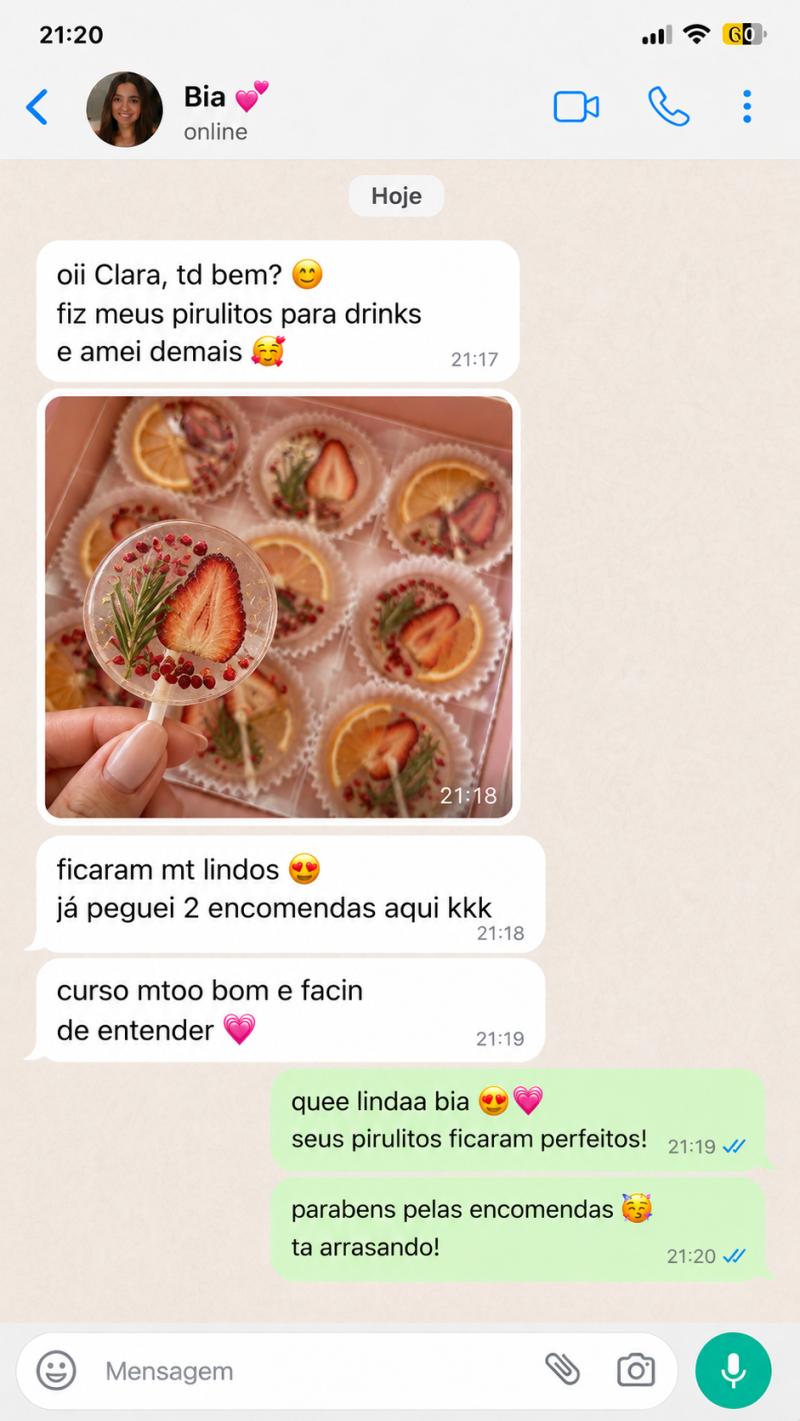 21:20
60
Bia 💕
online
Hoje
oii Clara, td bem? 😊
fiz meus pirulitos para drinks
e amei demais 🥰
21:17
21:18
ficaram mt lindos 😍
já peguei 2 encomendas aqui kkk
21:18
curso mtoo bom e facin
de entender 💗
21:19
quee lindaa bia 😍💗
seus pirulitos ficaram perfeitos!
21:19
parabens pelas encomendas 🥳
ta arrasando!
21:20
Mensagem